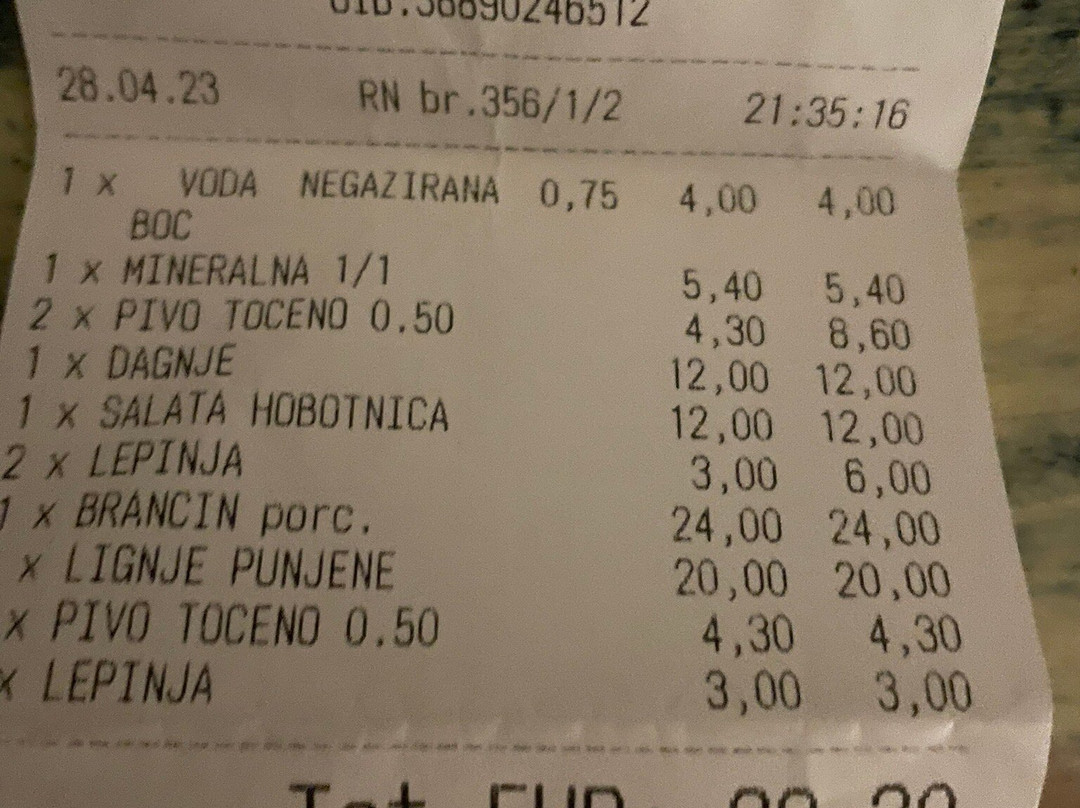 28.04.23 RN br.356/1/2 21:35:16
1 x VODA NEGAZIRANA 0,75 4,00 4,00
BOC
1 x MINERALNA 1/1 5,40 5,40
2 x PIVO TOCENO 0.50 4,30 8,60
1 x DAGNJE 12,00 12,00
1 x SALATA HOBOTNICA 12,00 12,00
2 x LEPINJA 3,00 6,00
1 x BRANCIN porc. 24,00 24,00
x LIGNJE PUNJENE 20,00 20,00
x PIVO TOCENO 0.50 4,30 4,30
x LEPINJA 3,00 3,00